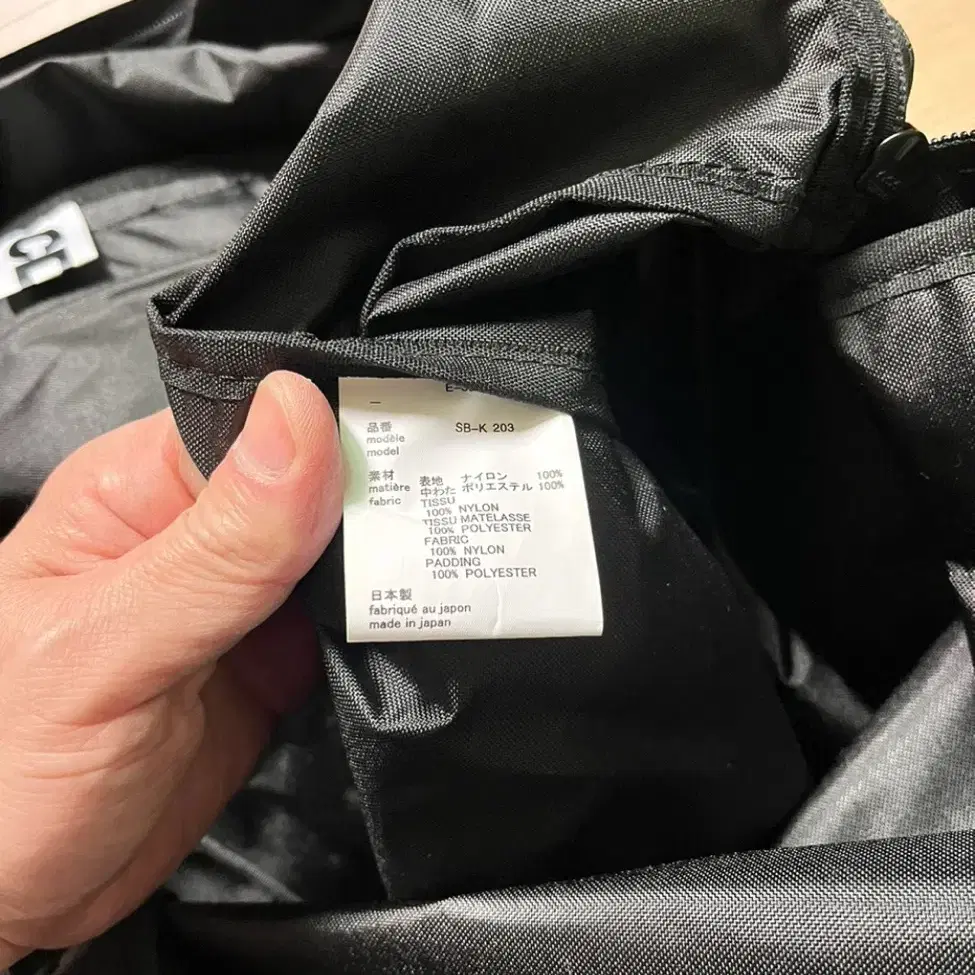 CE
—
品番
modèle SB-K 203
model
素材 表地 ナイロン 100%
matière 中わた ポリエステル 100%
fabric TISSU
100% NYLON
TISSU MATELASSE
100% POLYESTER
FABRIC
100% NYLON
PADDING
100% POLYESTER
日本製
fabriqué au japon
made in japan